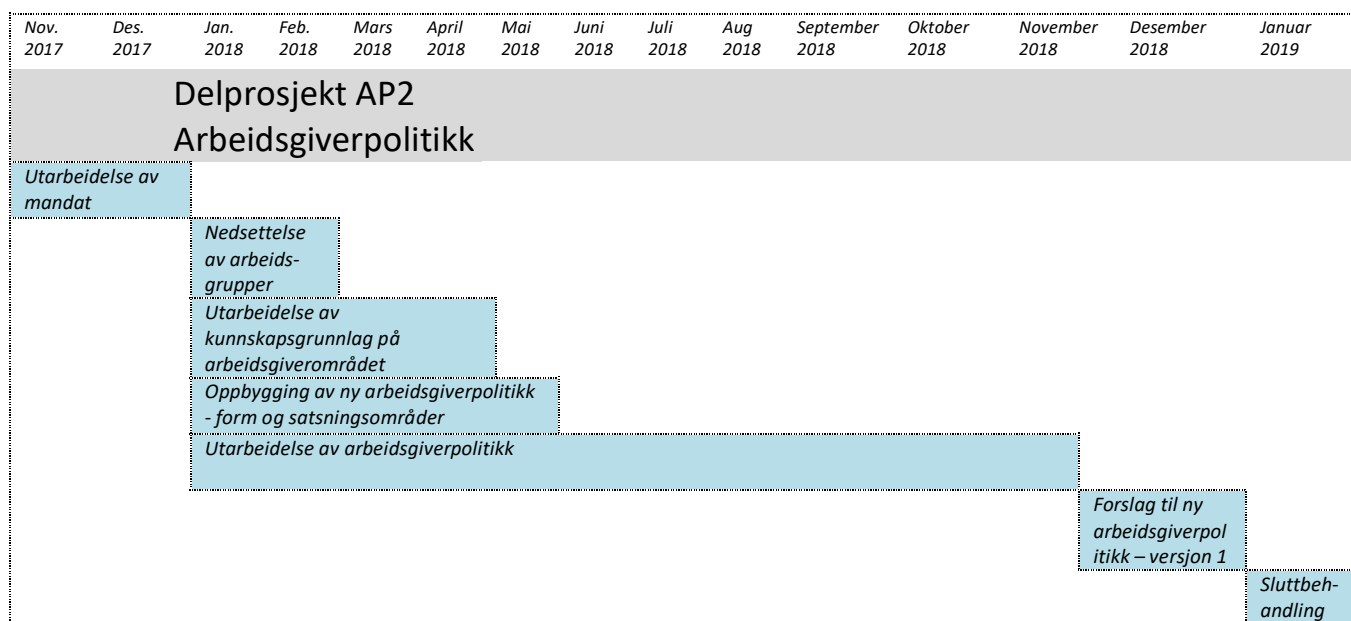 Nov. Des. Jan. Feb. Mars April Mai Juni Juli Aug September Oktober November Desember Januar
2017 2017 2018 2018 2018 2018 2018 2018 2018 2018 2018 2018 2018 2018 2019
Delprosjekt AP2
Arbeidsgiverpolitikk
Utarbeidelse av
mandat
Nedsettelse
av arbeids-
grupper
Utarbeidelse av
kunnskapsgrunnlag på
arbeidsgiverområdet
Oppbygging av ny arbeidsgiverpolitikk
- form og satsningsområder
Utarbeidelse av arbeidsgiverpolitikk
Forslag til ny
arbeidsgiverpol
itikk – versjon 1
Sluttbeh-
andling